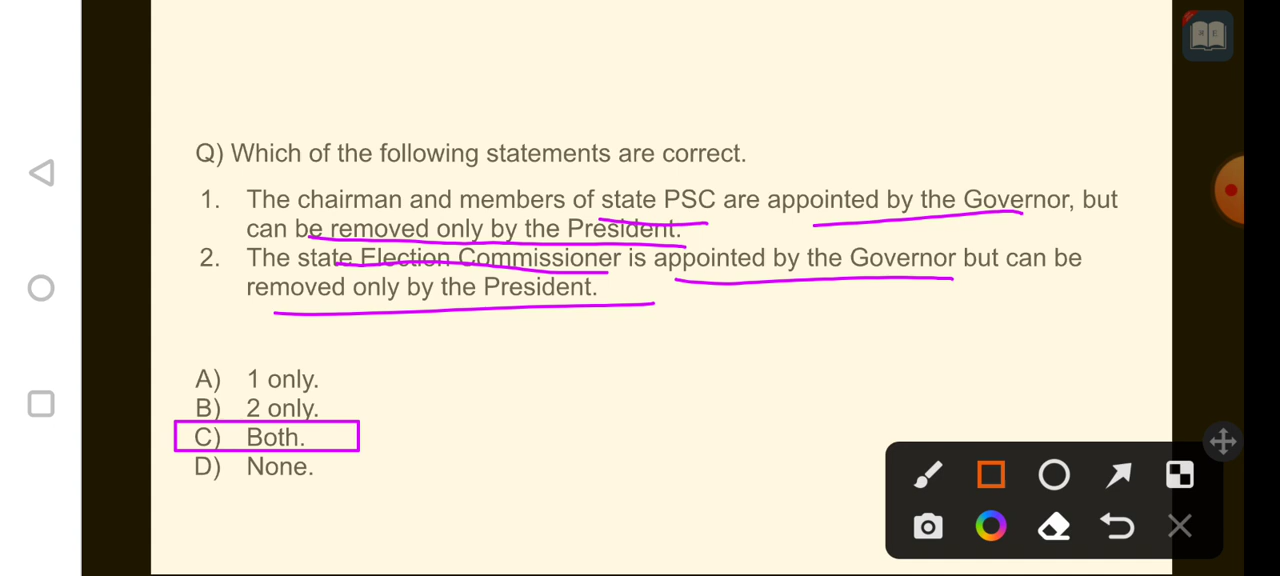 Q) Which of the following statements are correct.
1. The chairman and members of state PSC are appointed by the Governor, but
can be removed only by the President.
2. The state Election Commissioner is appointed by the Governor but can be
removed only by the President.
A) 1 only.
B) 2 only.
C) Both.
D) None.